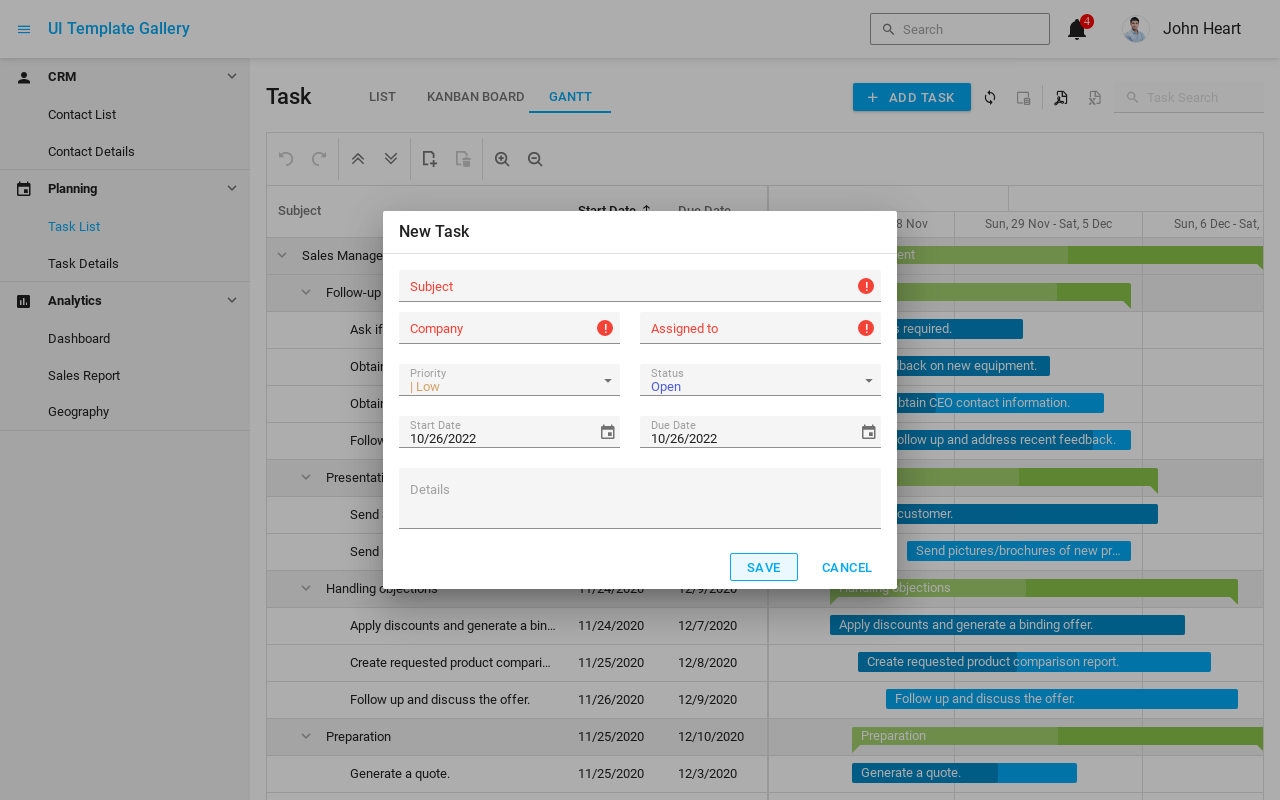 UI Template Gallery
Search
4
John Heart
CRM
Contact List
Contact Details
Planning
Task List
Task Details
Analytics
Dashboard
Sales Report
Geography
Task
LIST
KANBAN BOARD
GANTT
ADD TASK
Task Search
Subject
Start Date
Due Date
8 Nov
Sun, 29 Nov - Sat, 5 Dec
Sun, 6 Dec - Sat,
Sales Manage
Follow-up
Ask if
required.
Obtain
back on new equipment.
Obtain
btain CEO contact information.
Follow
ollow up and address recent feedback.
Presentati
Send
customer.
Send
Send pictures/brochures of new pr...
New Task
Subject
Company
Assigned to
Priority
| Low
Status
Open
Start Date
10/26/2022
Due Date
10/26/2022
Details
SAVE
CANCEL
Handling objections 11/24/2020 12/9/2020
Handling objections
Apply discounts and generate a bin... 11/24/2020 12/7/2020
Apply discounts and generate a binding offer.
Create requested product compari... 11/25/2020 12/8/2020
Create requested product comparison report.
Follow up and discuss the offer. 11/26/2020 12/9/2020
Follow up and discuss the offer.
Preparation 11/25/2020 12/10/2020
Preparation
Generate a quote. 11/25/2020 12/3/2020
Generate a quote.